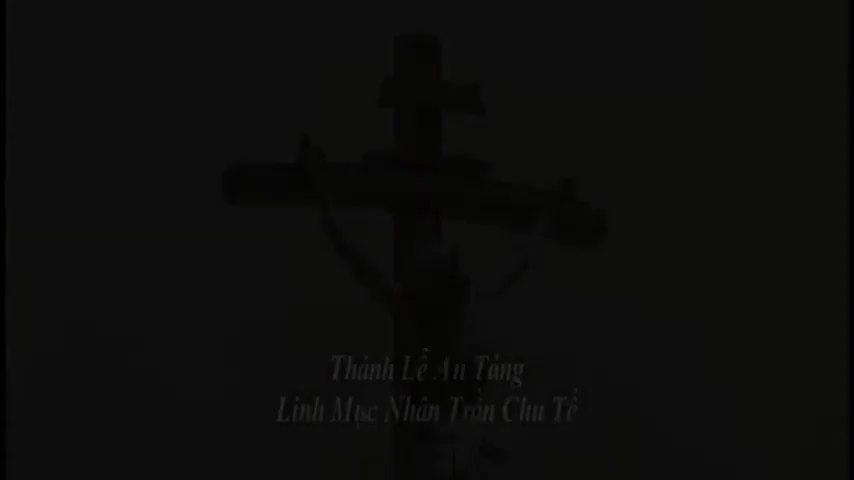 Thánh Lễ An Táng
Linh Mục Nhân Trần Chu Tế